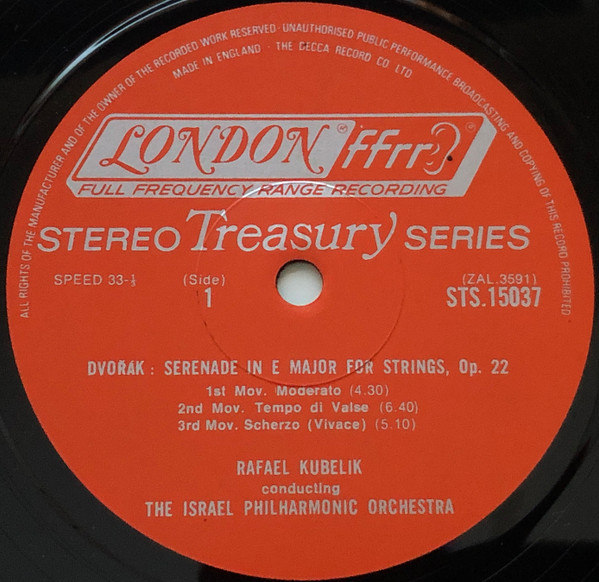 ALL RIGHTS OF THE MANUFACTURER AND OF THE OWNER OF THE RECORDED WORK RESERVED · UNAUTHORISED PUBLIC PERFORMANCE BROADCASTING AND COPYING OF THIS RECORD PROHIBITED
MADE IN ENGLAND · THE DECCA RECORD CO LTD
LONDON ffrr
FULL FREQUENCY RANGE RECORDING
STEREO Treasury SERIES
SPEED 33-⅓ (Side) (ZAL.3591)
1 STS.15037
DVOŘÁK : SERENADE IN E MAJOR FOR STRINGS, Op. 22
1st Mov. Moderato (4.30)
2nd Mov. Tempo di Valse (6.40)
3rd Mov. Scherzo (Vivace) (5.10)
RAFAEL KUBELIK
conducting
THE ISRAEL PHILHARMONIC ORCHESTRA